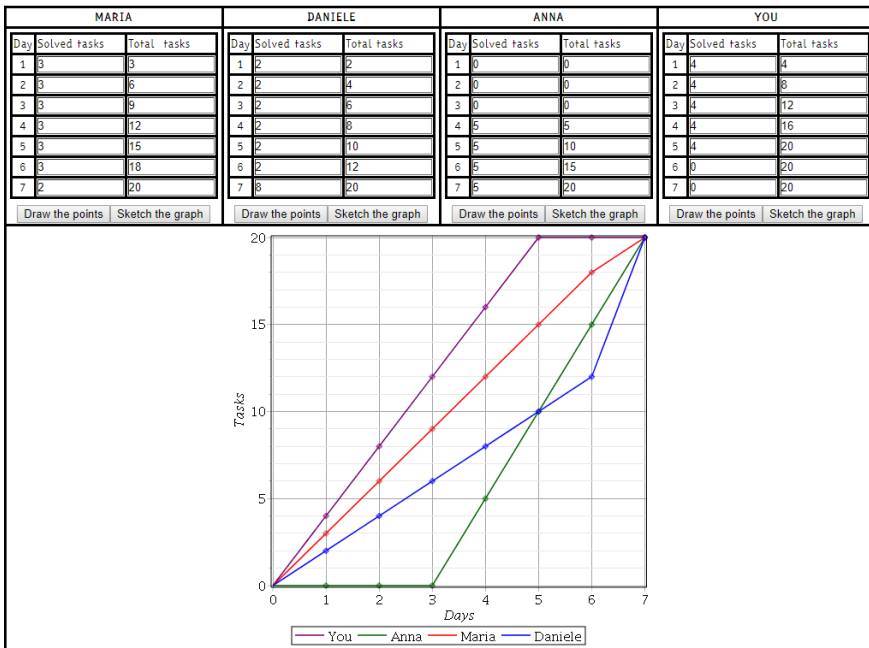 MARIA DANIELE ANNA YOU
Day Solved tasks Total tasks Day Solved tasks Total tasks Day Solved tasks Total tasks Day Solved tasks Total tasks
1 3 3 1 2 2 1 0 0 1 4 4
2 3 6 2 2 4 2 0 0 2 4 8
3 3 9 3 2 6 3 0 0 3 4 12
4 3 12 4 2 8 4 5 5 4 4 16
5 3 15 5 2 10 5 5 10 5 4 20
6 3 18 6 2 12 6 5 15 6 0 20
7 2 20 7 8 20 7 5 20 7 0 20
Draw the points Sketch the graph Draw the points Sketch the graph Draw the points Sketch the graph Draw the points Sketch the graph
20
15
10
5
0
Tasks
0 1 2 3 4 5 6 7
Days
You Anna Maria Daniele